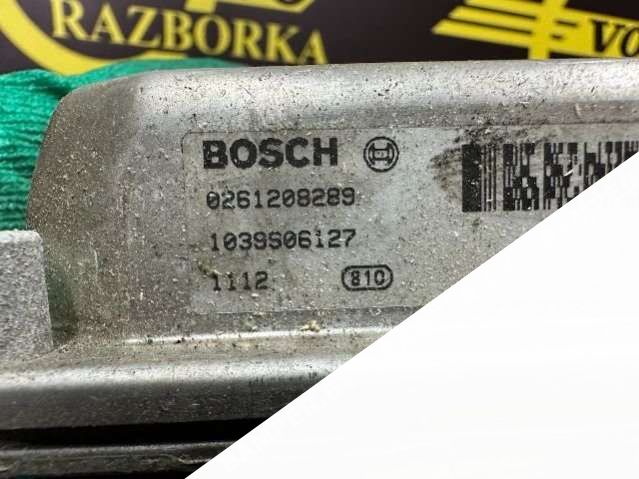 RAZBORKA
VO
BOSCH
0261208289
1039S06127
1112 810